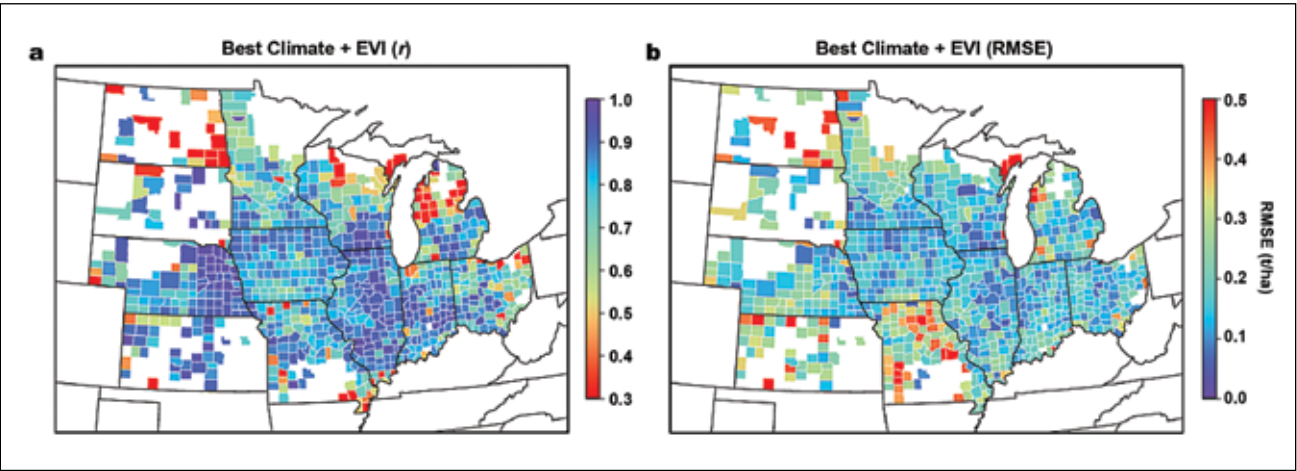 a
Best Climate + EVI (r)
1.0
0.9
0.8
0.7
0.6
0.5
0.4
0.3
b
Best Climate + EVI (RMSE)
0.5
0.4
0.3
0.2
0.1
0.0
RMSE (t/ha)